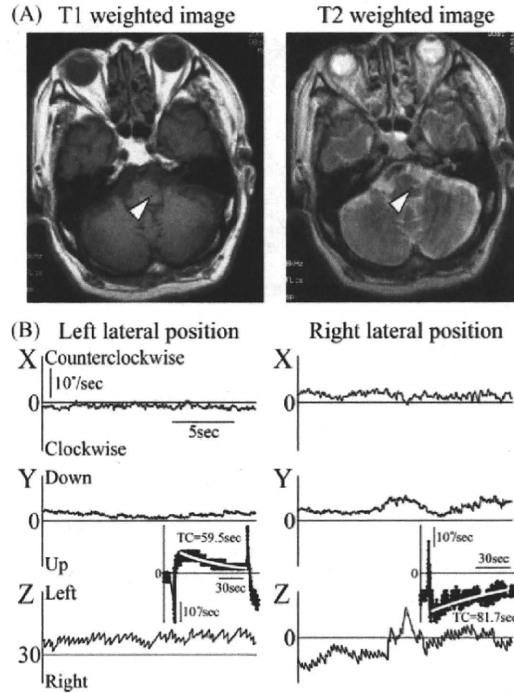 (A) T1 weighted image T2 weighted image
(B) Left lateral position Right lateral position
X Counterclockwise X
10°/sec
0 0
5sec
Clockwise
Y Down Y
0 0
TC=59.5sec 10°/sec
Up 0 30sec 0 30sec
Z Left 10?/sec Z TC=81.7sec
0
30
Right